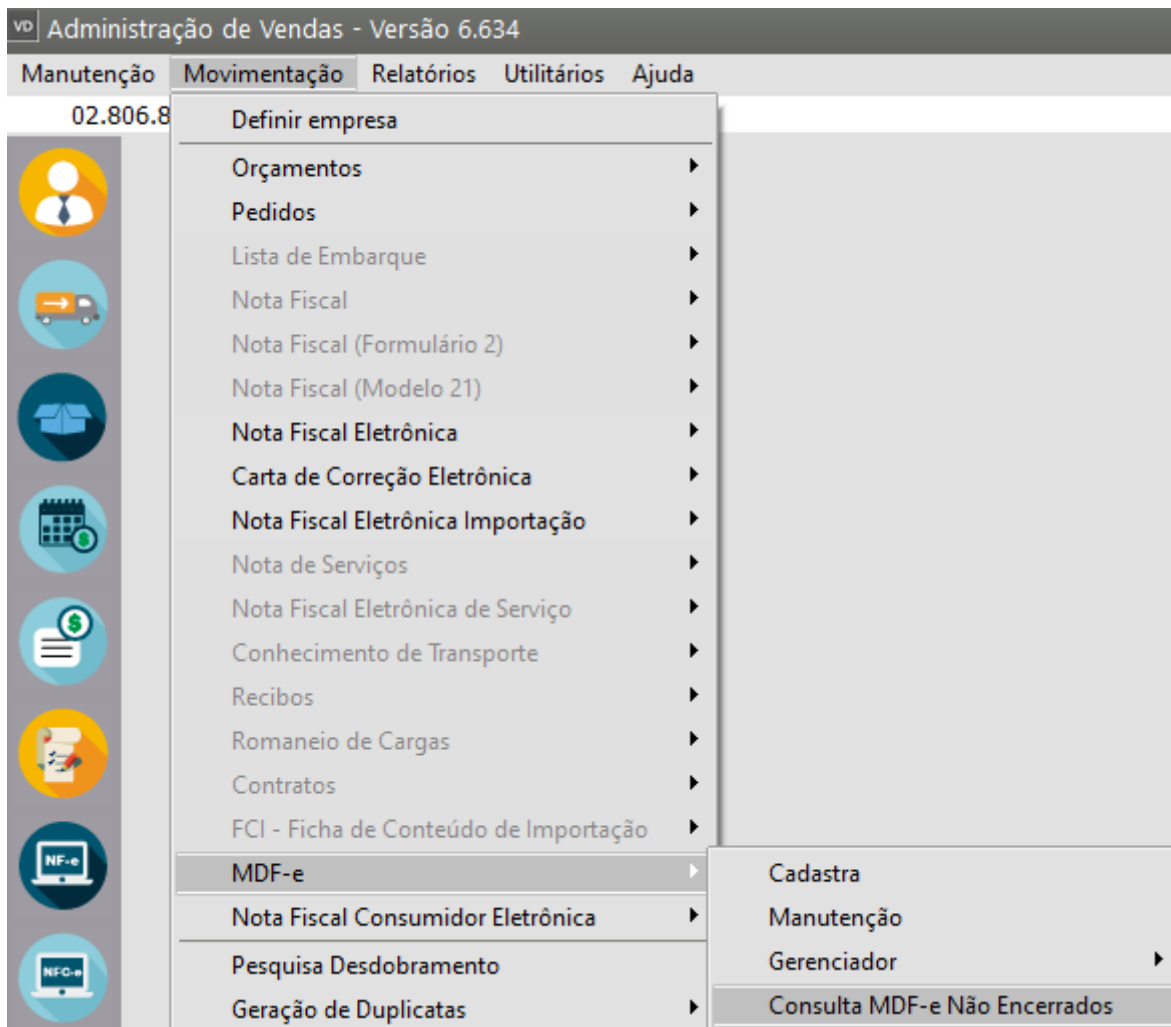 VD Administração de Vendas - Versão 6.634
Manutenção Movimentação Relatórios Utilitários Ajuda
02.806.8
Definir empresa
Orçamentos
Pedidos
Lista de Embarque
Nota Fiscal
Nota Fiscal (Formulário 2)
Nota Fiscal (Modelo 21)
Nota Fiscal Eletrônica
Carta de Correção Eletrônica
Nota Fiscal Eletrônica Importação
Nota de Serviços
Nota Fiscal Eletrônica de Serviço
Conhecimento de Transporte
Recibos
Romaneio de Cargas
Contratos
FCI - Ficha de Conteúdo de Importação
NF-e
MDF-e
Cadastra
Nota Fiscal Consumidor Eletrônica
Manutenção
NFC-e
Pesquisa Desdobramento
Gerenciador
Geração de Duplicatas
Consulta MDF-e Não Encerrados